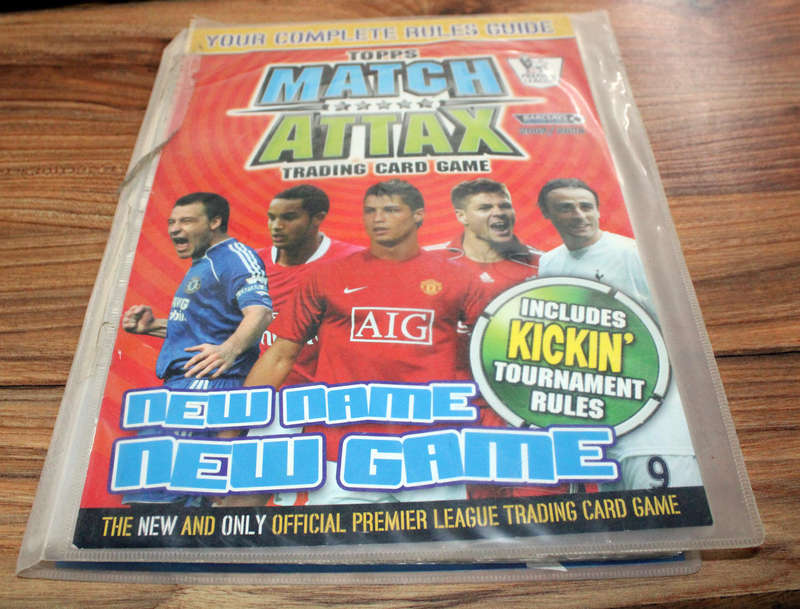 YOUR COMPLETE RULES GUIDE
TOPPS
MATCH
ATTAX
TRADING CARD GAME
BARCLAYS
INCLUDES
KICKIN'
TOURNAMENT
RULES
AIG
NEW NAME
NEW GAME
9
THE NEW AND ONLY OFFICIAL PREMIER LEAGUE TRADING CARD GAME